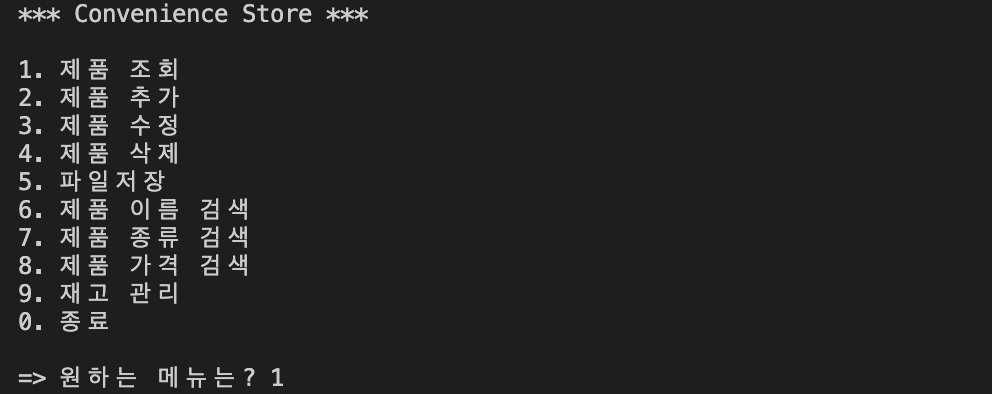 *** Convenience Store ***
1. 제품 조회
2. 제품 추가
3. 제품 수정
4. 제품 삭제
5. 파일저장
6. 제품 이름 검색
7. 제품 종류 검색
8. 제품 가격 검색
9. 재고 관리
0. 종료
=> 원하는 메뉴는? 1